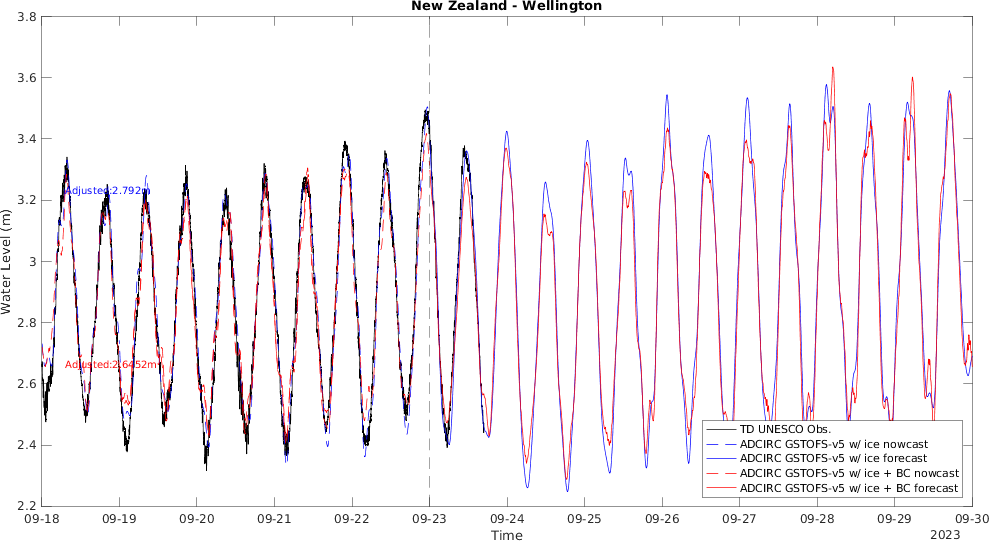 New Zealand - Wellington
3.8
3.6
3.4
3.2
3
2.8
2.6
2.4
2.2
Water Level (m)
Adjusted:2.792m
Adjusted:2.6452m
TD UNESCO Obs.
ADCIRC GSTOFS-v5 w/ ice nowcast
ADCIRC GSTOFS-v5 w/ ice forecast
ADCIRC GSTOFS-v5 w/ ice + BC nowcast
ADCIRC GSTOFS-v5 w/ ice + BC forecast
09-18 09-19 09-20 09-21 09-22 09-23 09-24 09-25 09-26 09-27 09-28 09-29 09-30
Time
2023